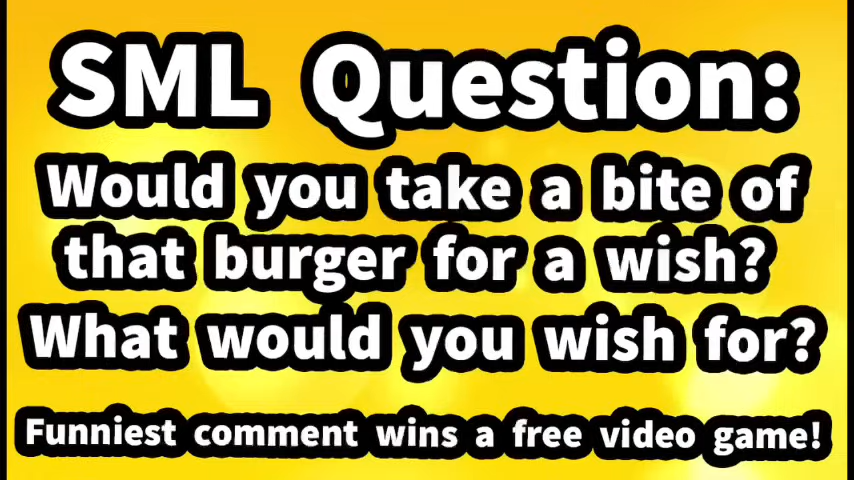 SML Question:
Would you take a bite of
that burger for a wish?
What would you wish for?
Funniest comment wins a free video game!